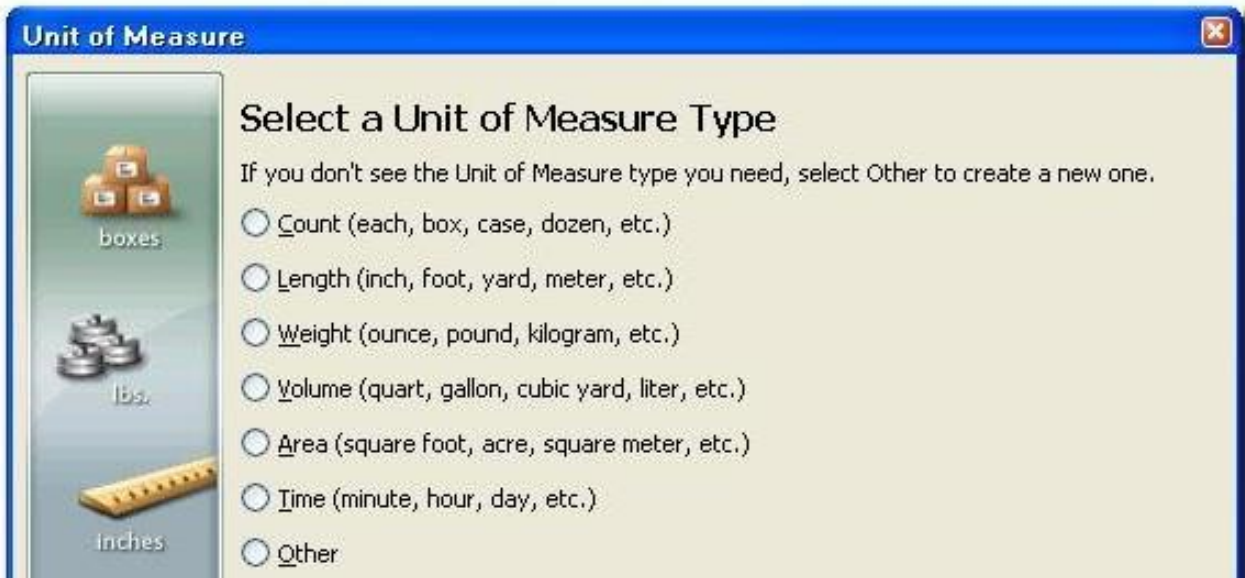 Unit of Measure
Select a Unit of Measure Type
If you don't see the Unit of Measure type you need, select Other to create a new one.
boxes
Count (each, box, case, dozen, etc.)
Length (inch, foot, yard, meter, etc.)
Weight (ounce, pound, kilogram, etc.)
lbs.
Volume (quart, gallon, cubic yard, liter, etc.)
Area (square foot, acre, square meter, etc.)
Time (minute, hour, day, etc.)
inches
Other